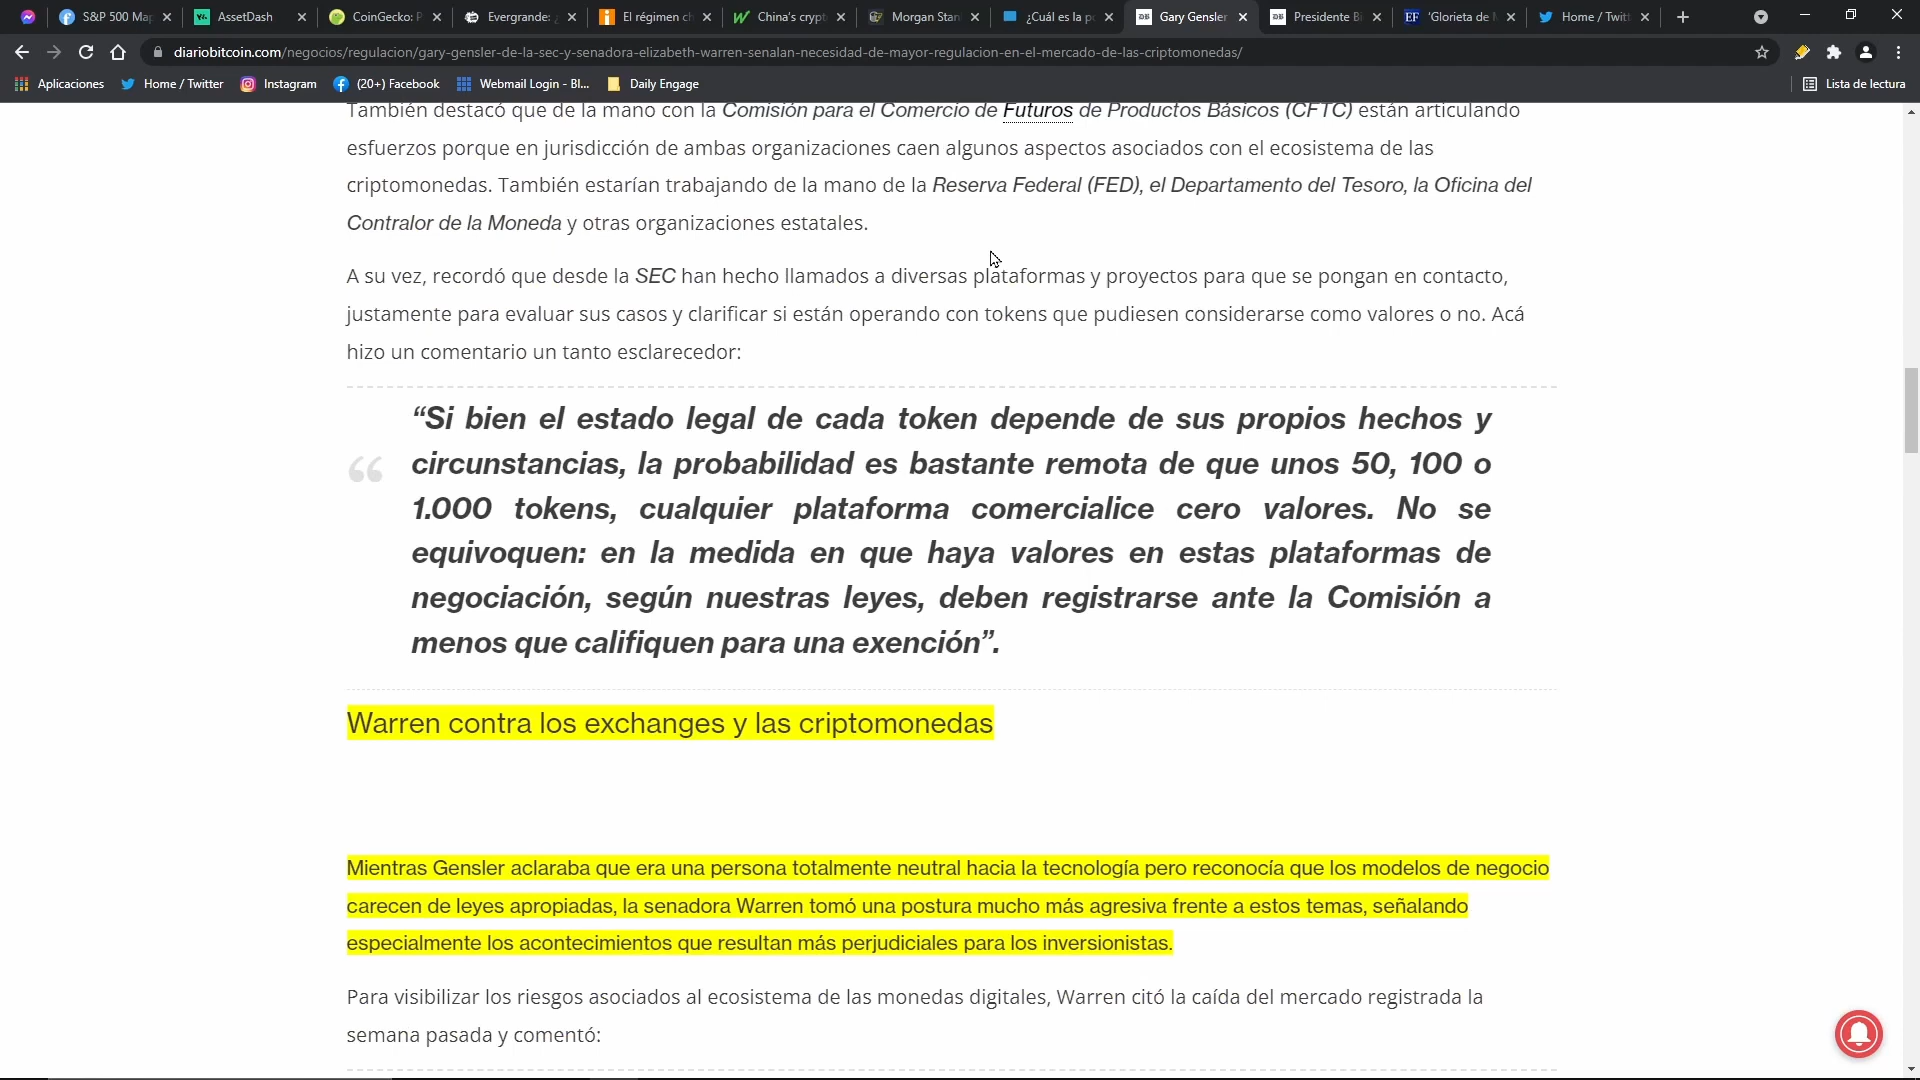 S&P 500 Map
AssetDash
CoinGecko: P
Evergrande: ¿
El régimen ch
China's crypt
Morgan Stan
¿Cuál es la p
Gary Gensler
Presidente Bi
'Glorieta de
Home / Twitt
diariobitcoin.com/negocios/regulacion/gary-gensler-de-la-sec-y-senadora-elizabeth-warren-senalan-necesidad-de-mayor-regulacion-en-el-mercado-de-las-criptomonedas/
Aplicaciones
Home / Twitter
Instagram
(20+) Facebook
Webmail Login - Bl...
Daily Engage
Lista de lectura
También destacó que de la mano con la Comisión para el Comercio de Futuros de Productos Básicos (CFTC) están articulando
esfuerzos porque en jurisdicción de ambas organizaciones caen algunos aspectos asociados con el ecosistema de las
criptomonedas. También estarían trabajando de la mano de la Reserva Federal (FED), el Departamento del Tesoro, la Oficina del
Contralor de la Moneda y otras organizaciones estatales.
A su vez, recordó que desde la SEC han hecho llamados a diversas plataformas y proyectos para que se pongan en contacto,
justamente para evaluar sus casos y clarificar si están operando con tokens que pudiesen considerarse como valores o no. Acá
hizo un comentario un tanto esclarecedor:
“Si bien el estado legal de cada token depende de sus propios hechos y
circunstancias, la probabilidad es bastante remota de que unos 50, 100 o
1.000 tokens, cualquier plataforma comercialice cero valores. No se
equivoquen: en la medida en que haya valores en estas plataformas de
negociación, según nuestras leyes, deben registrarse ante la Comisión a
menos que califiquen para una exención”.
Warren contra los exchanges y las criptomonedas
Mientras Gensler aclaraba que era una persona totalmente neutral hacia la tecnología pero reconocía que los modelos de negocio
carecen de leyes apropiadas, la senadora Warren tomó una postura mucho más agresiva frente a estos temas, señalando
especialmente los acontecimientos que resultan más perjudiciales para los inversionistas.
Para visibilizar los riesgos asociados al ecosistema de las monedas digitales, Warren citó la caída del mercado registrada la
semana pasada y comentó: